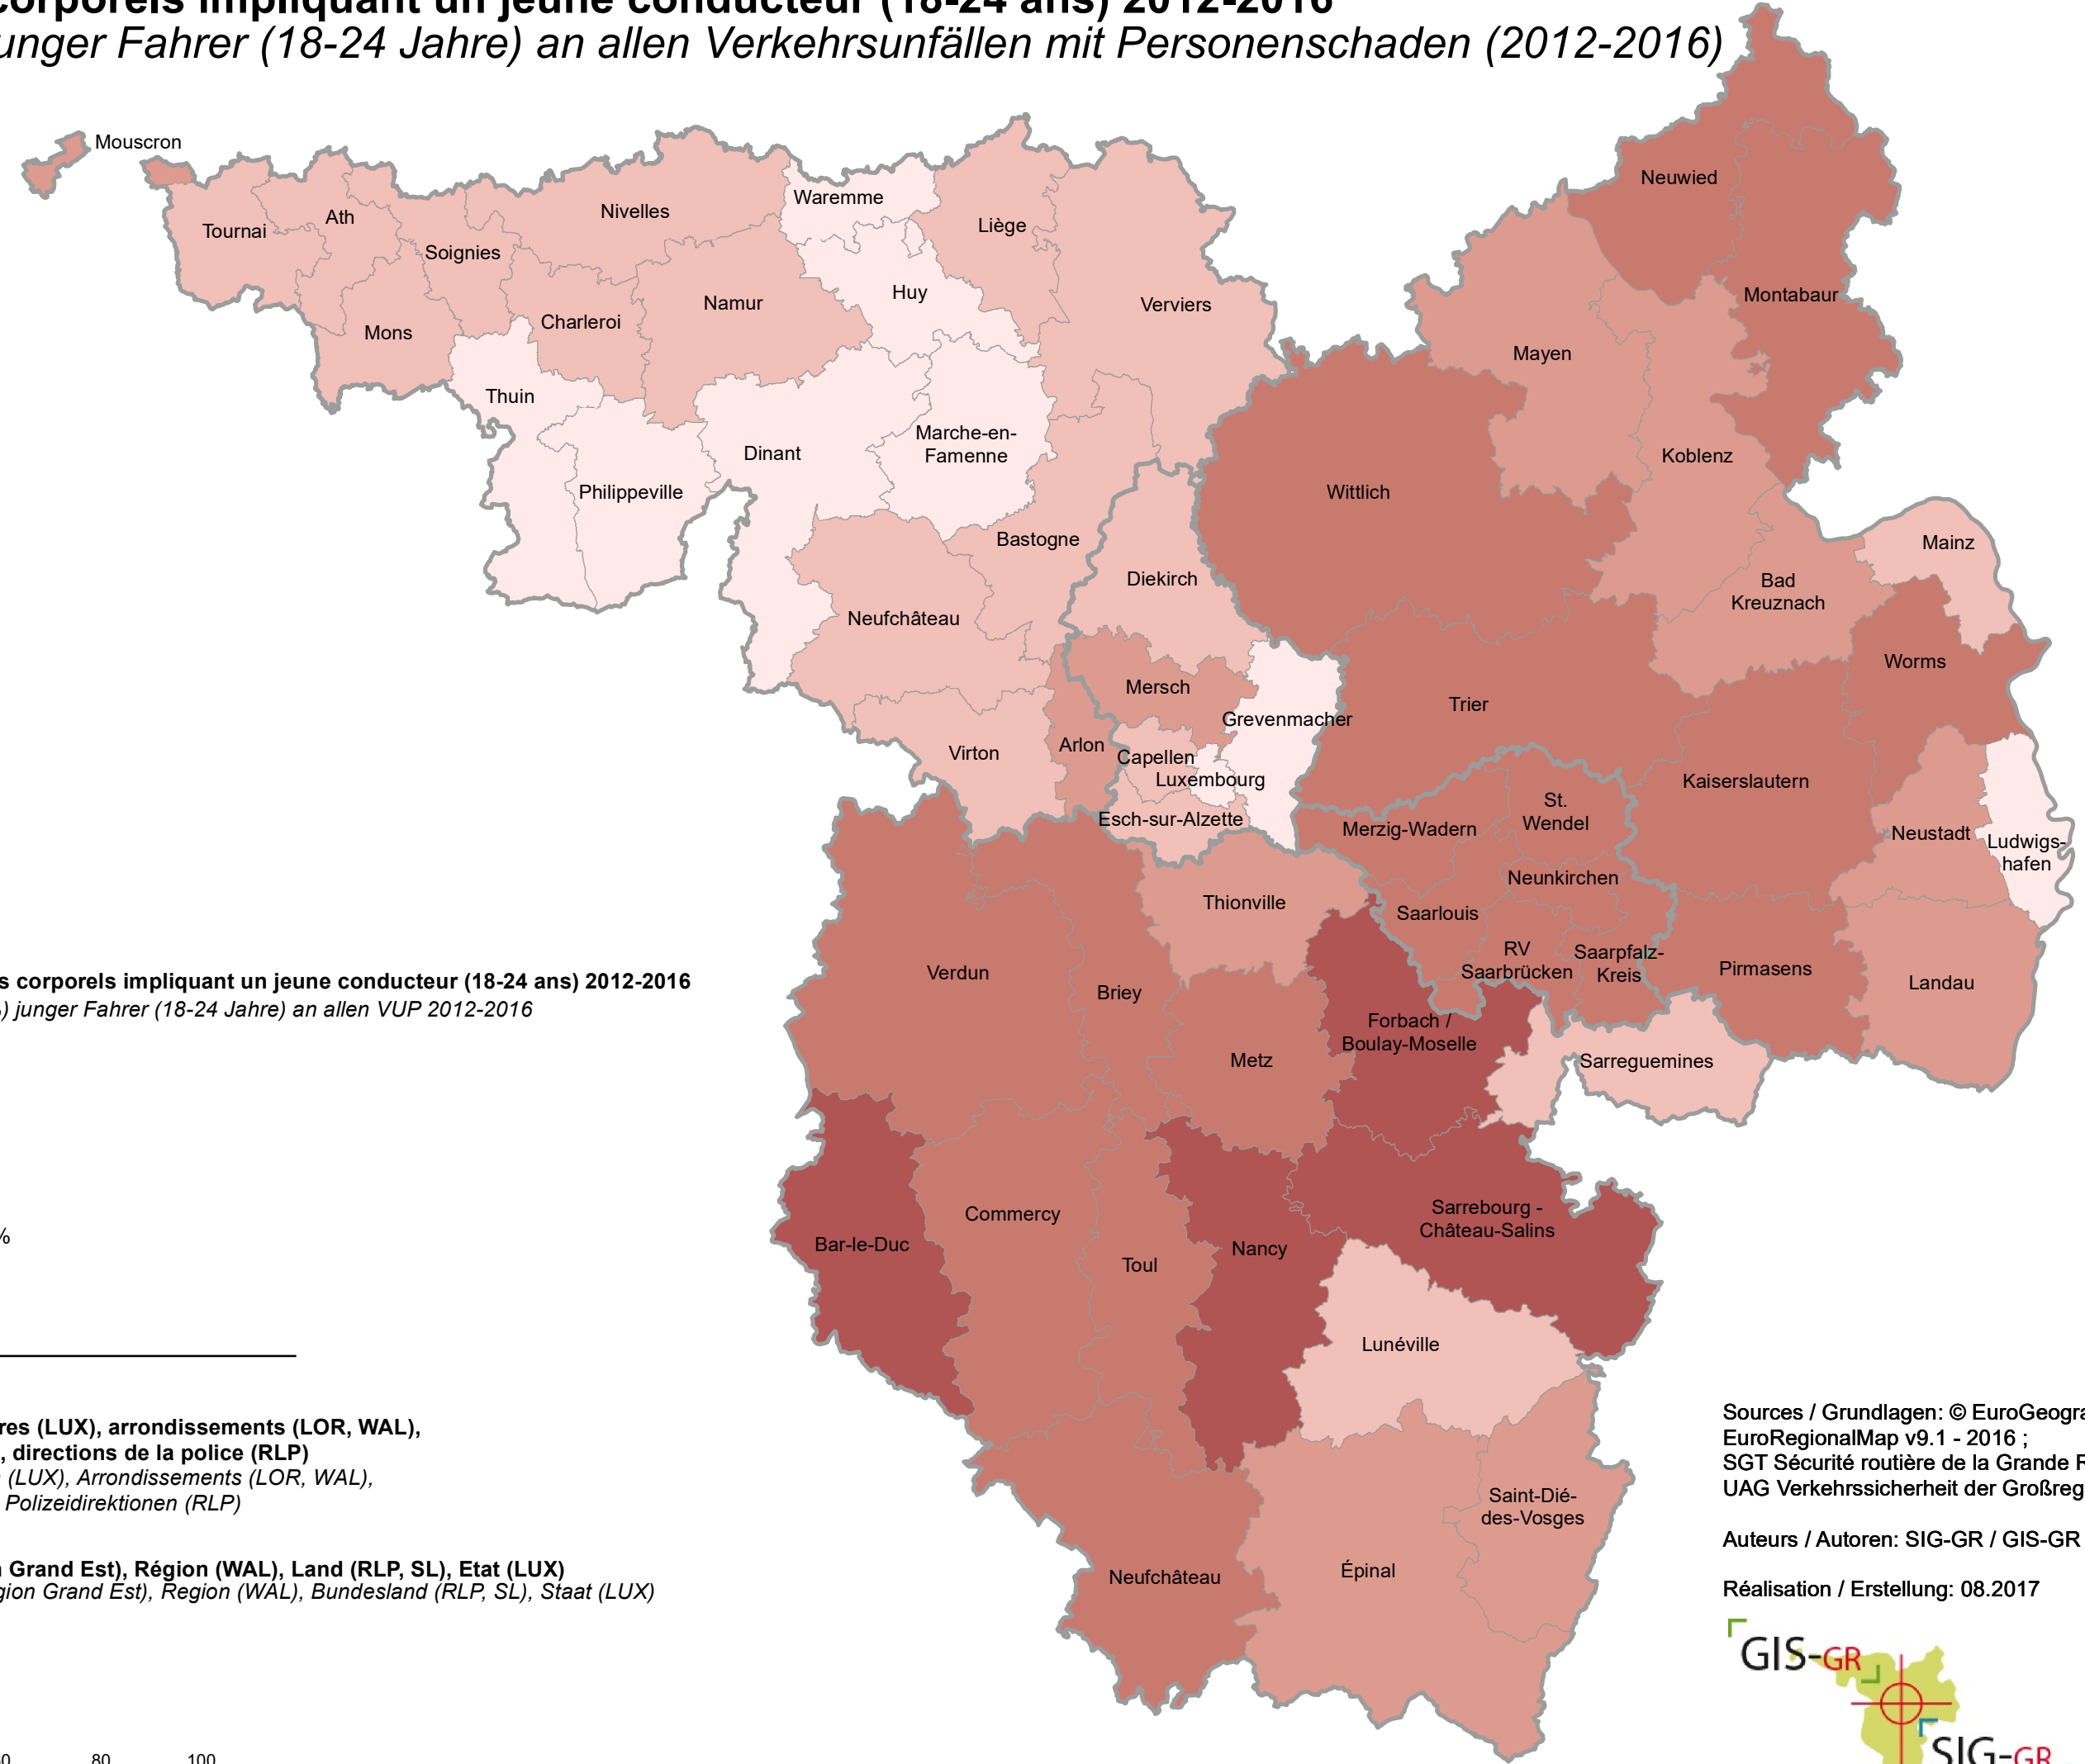 corporels impliquant un jeune conducteur (18-24 ans) 2012-2016
unger Fahrer (18-24 Jahre) an allen Verkehrsunfällen mit Personenschaden (2012-2016)
Mouscron
Tournai
Ath
Soignies
Nivelles
Waremme
Liège
Mons
Charleroi
Namur
Huy
Verviers
Thuin
Philippeville
Dinant
Marche-en-
Famenne
Bastogne
Neufchâteau
Virton
Arlon
Diekirch
Mersch
Grevenmacher
Capellen
Luxembourg
Esch-sur-Alzette
Neuwied
Montabaur
Mayen
Koblenz
Wittlich
Mainz
Bad
Kreuznach
Worms
Trier
Kaiserslautern
Neustadt
Ludwigs-
hafen
Merzig-Wadern
St.
Wendel
Neunkirchen
Saarlouis
RV
Saarbrücken
Saarpfalz-
Kreis
Pirmasens
Landau
Thionville
Verdun
Briey
Metz
Forbach /
Boulay-Moselle
Sarreguemines
Bar-le-Duc
Commercy
Toul
Nancy
Sarrebourg -
Château-Salins
Lunéville
Saint-Dié-
des-Vosges
Épinal
Neufchâteau
s corporels impliquant un jeune conducteur (18-24 ans) 2012-2016
) junger Fahrer (18-24 Jahre) an allen VUP 2012-2016
%
res (LUX), arrondissements (LOR, WAL),
, directions de la police (RLP)
(LUX), Arrondissements (LOR, WAL),
Polizeidirektionen (RLP)
Grand Est), Région (WAL), Land (RLP, SL), Etat (LUX)
gion Grand Est), Region (WAL), Bundesland (RLP, SL), Staat (LUX)
80 100
Sources / Grundlagen: © EuroGeogra
EuroRegionalMap v9.1 - 2016 ;
SGT Sécurité routière de la Grande R
UAG Verkehrssicherheit der Großreg
Auteurs / Autoren: SIG-GR / GIS-GR
Réalisation / Erstellung: 08.2017
GIS-GR
SIG-GR